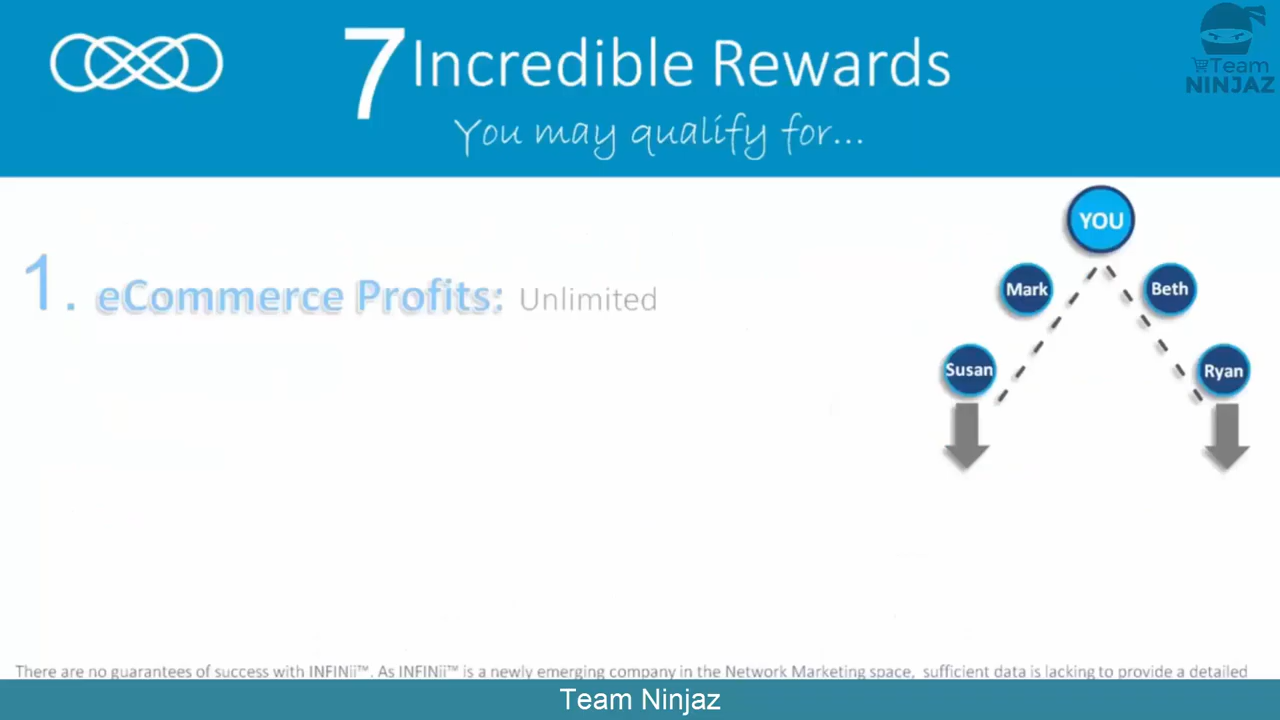 7 Incredible Rewards
You may qualify for...
Team
NINJAZ
YOU
Mark
Beth
1. eCommerce Profits: Unlimited
Susan
Ryan
There are no guarantees of success with INFINii™. As INFINii™ is a newly emerging company in the Network Marketing space, sufficient data is lacking to provide a detailed
Team Ninjaz